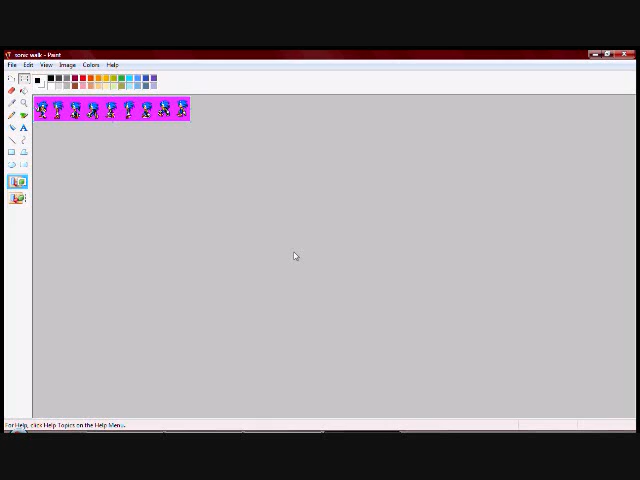 sonic walk - Paint
File Edit View Image Colors Help
A
For Help, click Help Topics on the Help Menu.